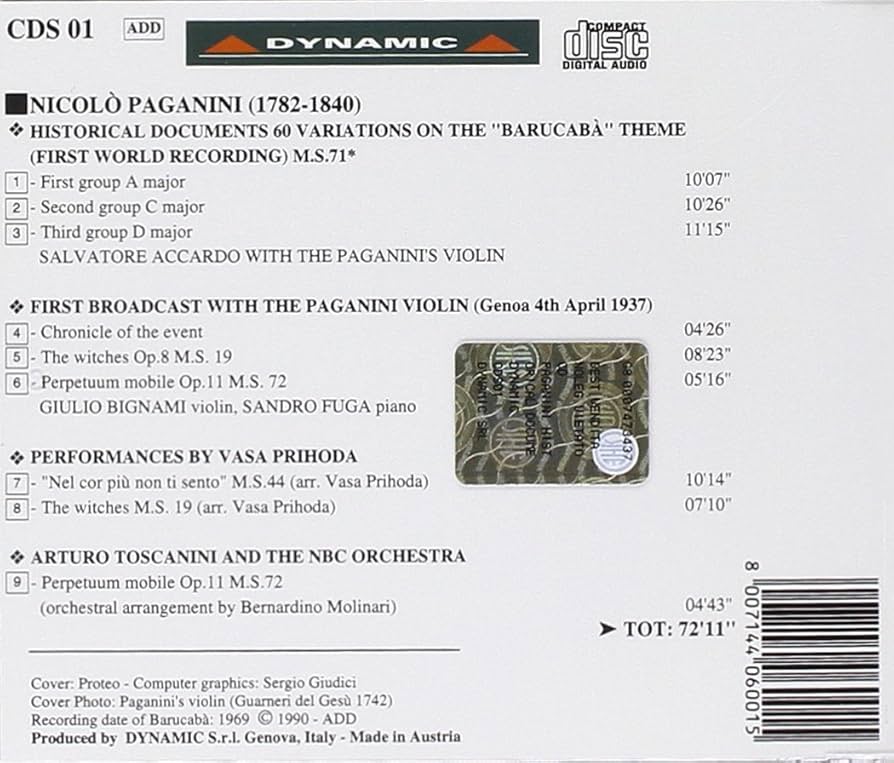 CDS 01 ADD DYNAMIC COMPACT disc DIGITAL AUDIO
NICOLÒ PAGANINI (1782-1840)
❖ HISTORICAL DOCUMENTS 60 VARIATIONS ON THE "BARUCABÀ" THEME
(FIRST WORLD RECORDING) M.S.71*
1 - First group A major 10'07"
2 - Second group C major 10'26"
3 - Third group D major 11'15"
SALVATORE ACCARDO WITH THE PAGANINI'S VIOLIN
❖ FIRST BROADCAST WITH THE PAGANINI VIOLIN (Genoa 4th April 1937)
4 - Chronicle of the event 04'26"
5 - The witches Op.8 M.S. 19 08'23"
6 - Perpetuum mobile Op.11 M.S. 72 05'16"
GIULIO BIGNAMI violin, SANDRO FUGA piano
❖ PERFORMANCES BY VASA PRIHODA
7 - "Nel cor più non ti sento" M.S.44 (arr. Vasa Prihoda) 10'14"
8 - The witches M.S. 19 (arr. Vasa Prihoda) 07'10"
❖ ARTURO TOSCANINI AND THE NBC ORCHESTRA
9 - Perpetuum mobile Op.11 M.S.72
(orchestral arrangement by Bernardino Molinari) 04'43"
➤ TOT: 72'11"
Cover: Proteo - Computer graphics: Sergio Giudici
Cover Photo: Paganini's violin (Guarneri del Gesù 1742)
Recording date of Barucabà: 1969 © 1990 - ADD
Produced by DYNAMIC S.r.l. Genova, Italy - Made in Austria
8 007144 060015
PAGANINI HIST
DYNAMIC
DYNAMIC SRL